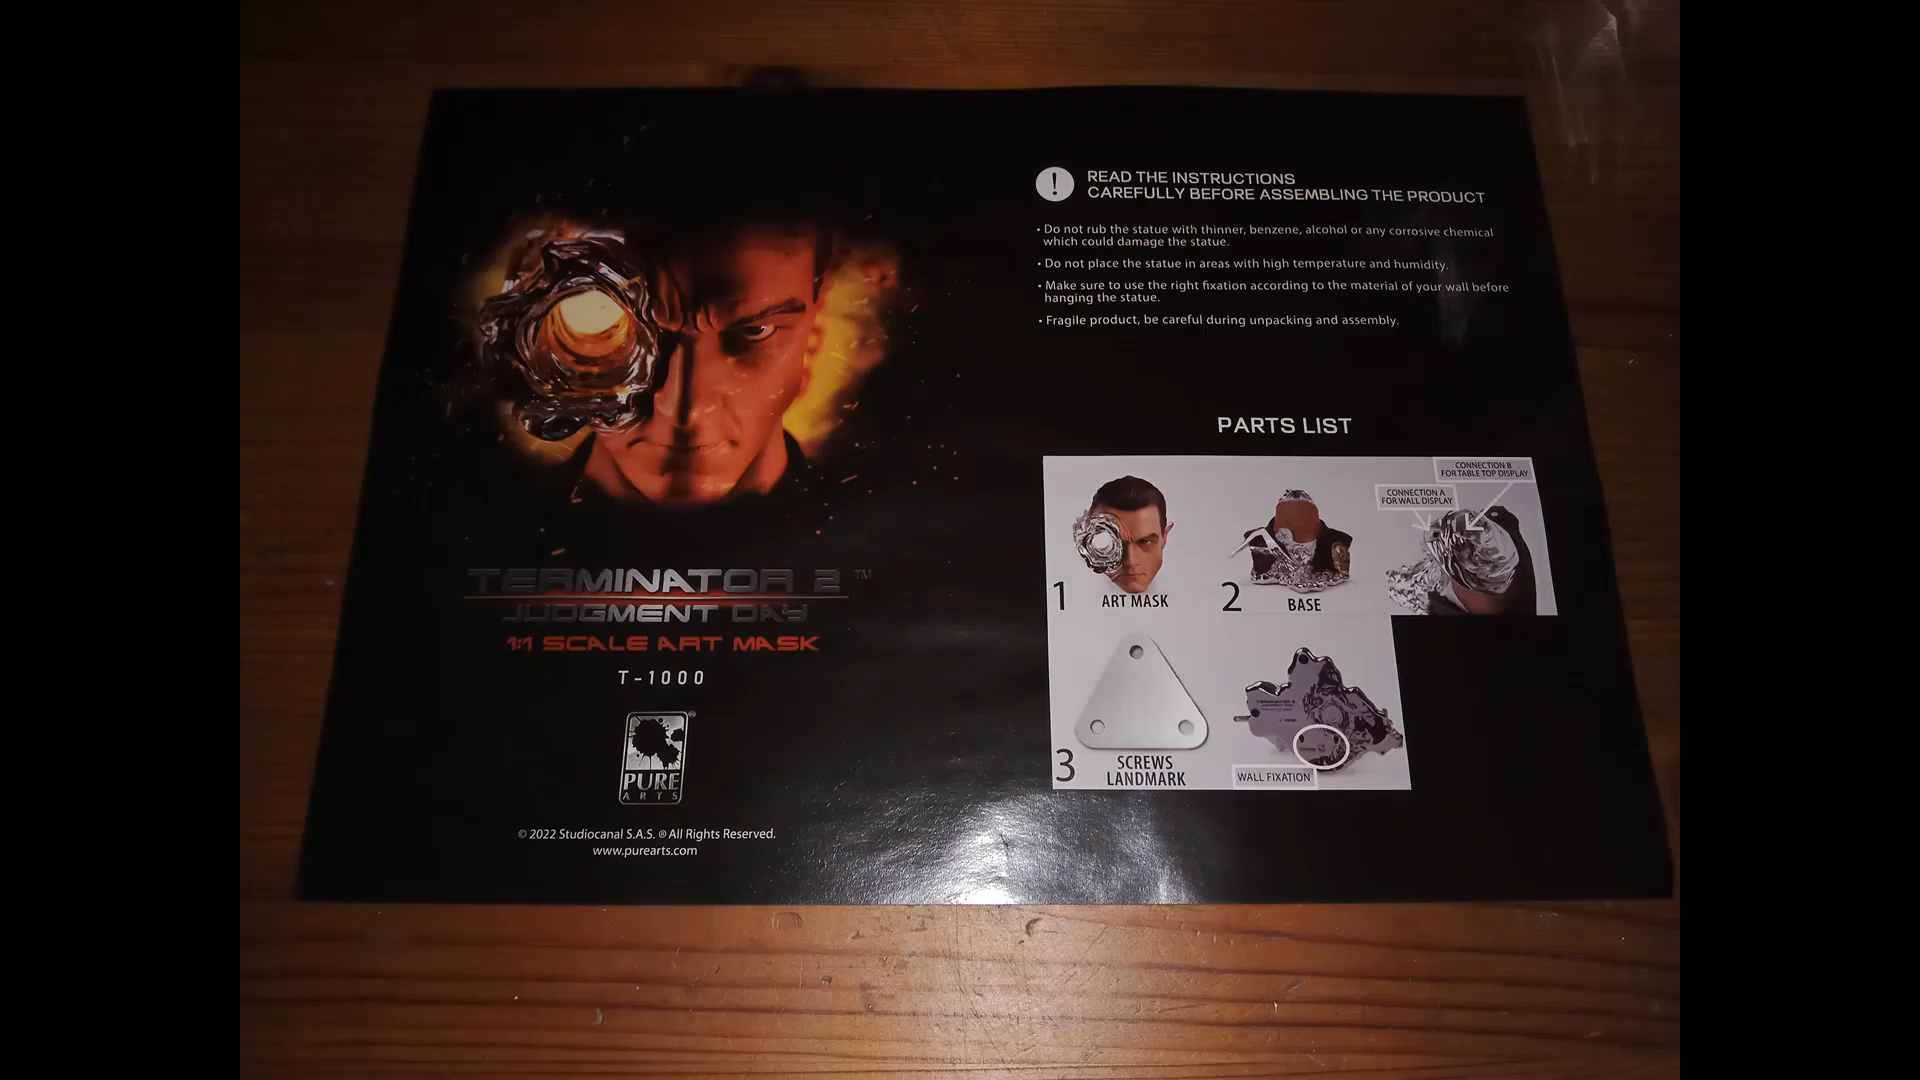 TERMINATOR 2 ™
JUDGMENT DAY
1:1 SCALE ART MASK
T-1000
PURE ®
ARTS
© 2022 Studiocanal S.A.S. ® All Rights Reserved.
www.purearts.com
! READ THE INSTRUCTIONS
CAREFULLY BEFORE ASSEMBLING THE PRODUCT
• Do not rub the statue with thinner, benzene, alcohol or any corrosive chemical
which could damage the statue.
• Do not place the statue in areas with high temperature and humidity.
• Make sure to use the right fixation according to the material of your wall before
hanging the statue.
• Fragile product, be careful during unpacking and assembly.
PARTS LIST
1 ART MASK
2 BASE
CONNECTION B
FOR TABLE TOP DISPLAY
CONNECTION A
FOR WALL DISPLAY
3 SCREWS
LANDMARK
WALL FIXATION